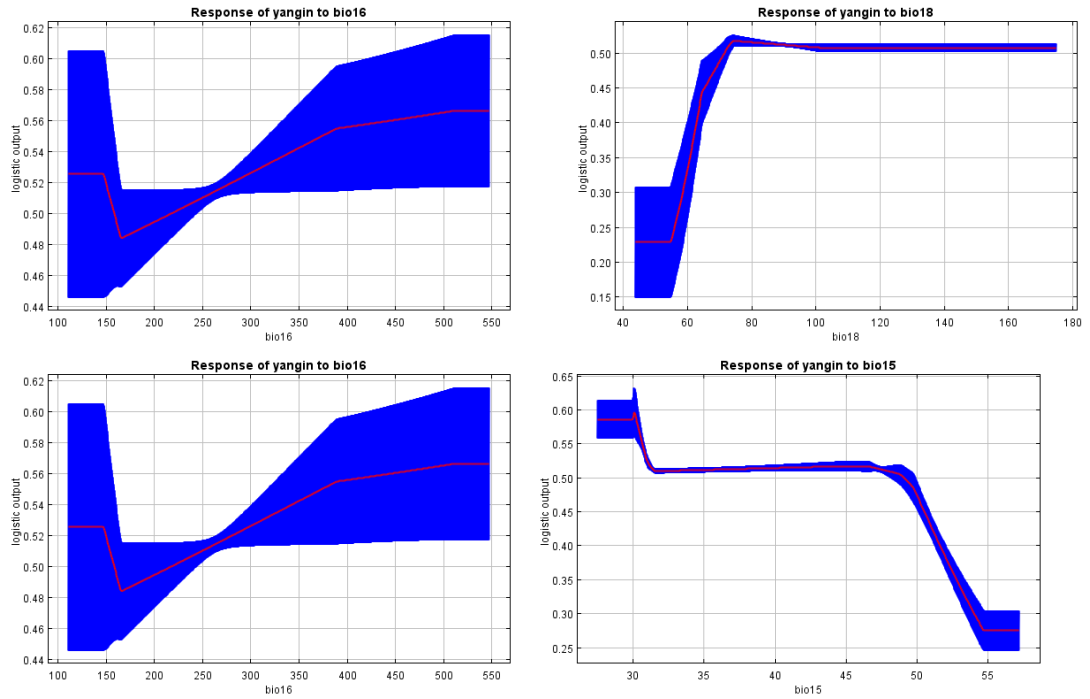 Response of yangin to bio16
0.62
0.60
0.58
0.56
0.54
0.52
0.50
0.48
0.46
0.44
logistic output
100 150 200 250 300 350 400 450 500 550
bio16
Response of yangin to bio18
0.50
0.45
0.40
0.35
0.30
0.25
0.20
0.15
logistic output
40 60 80 100 120 140 160 180
bio18
Response of yangin to bio16
0.62
0.60
0.58
0.56
0.54
0.52
0.50
0.48
0.46
0.44
logistic output
100 150 200 250 300 350 400 450 500 550
bio16
Response of yangin to bio15
0.65
0.60
0.55
0.50
0.45
0.40
0.35
0.30
0.25
logistic output
30 35 40 45 50 55
bio15